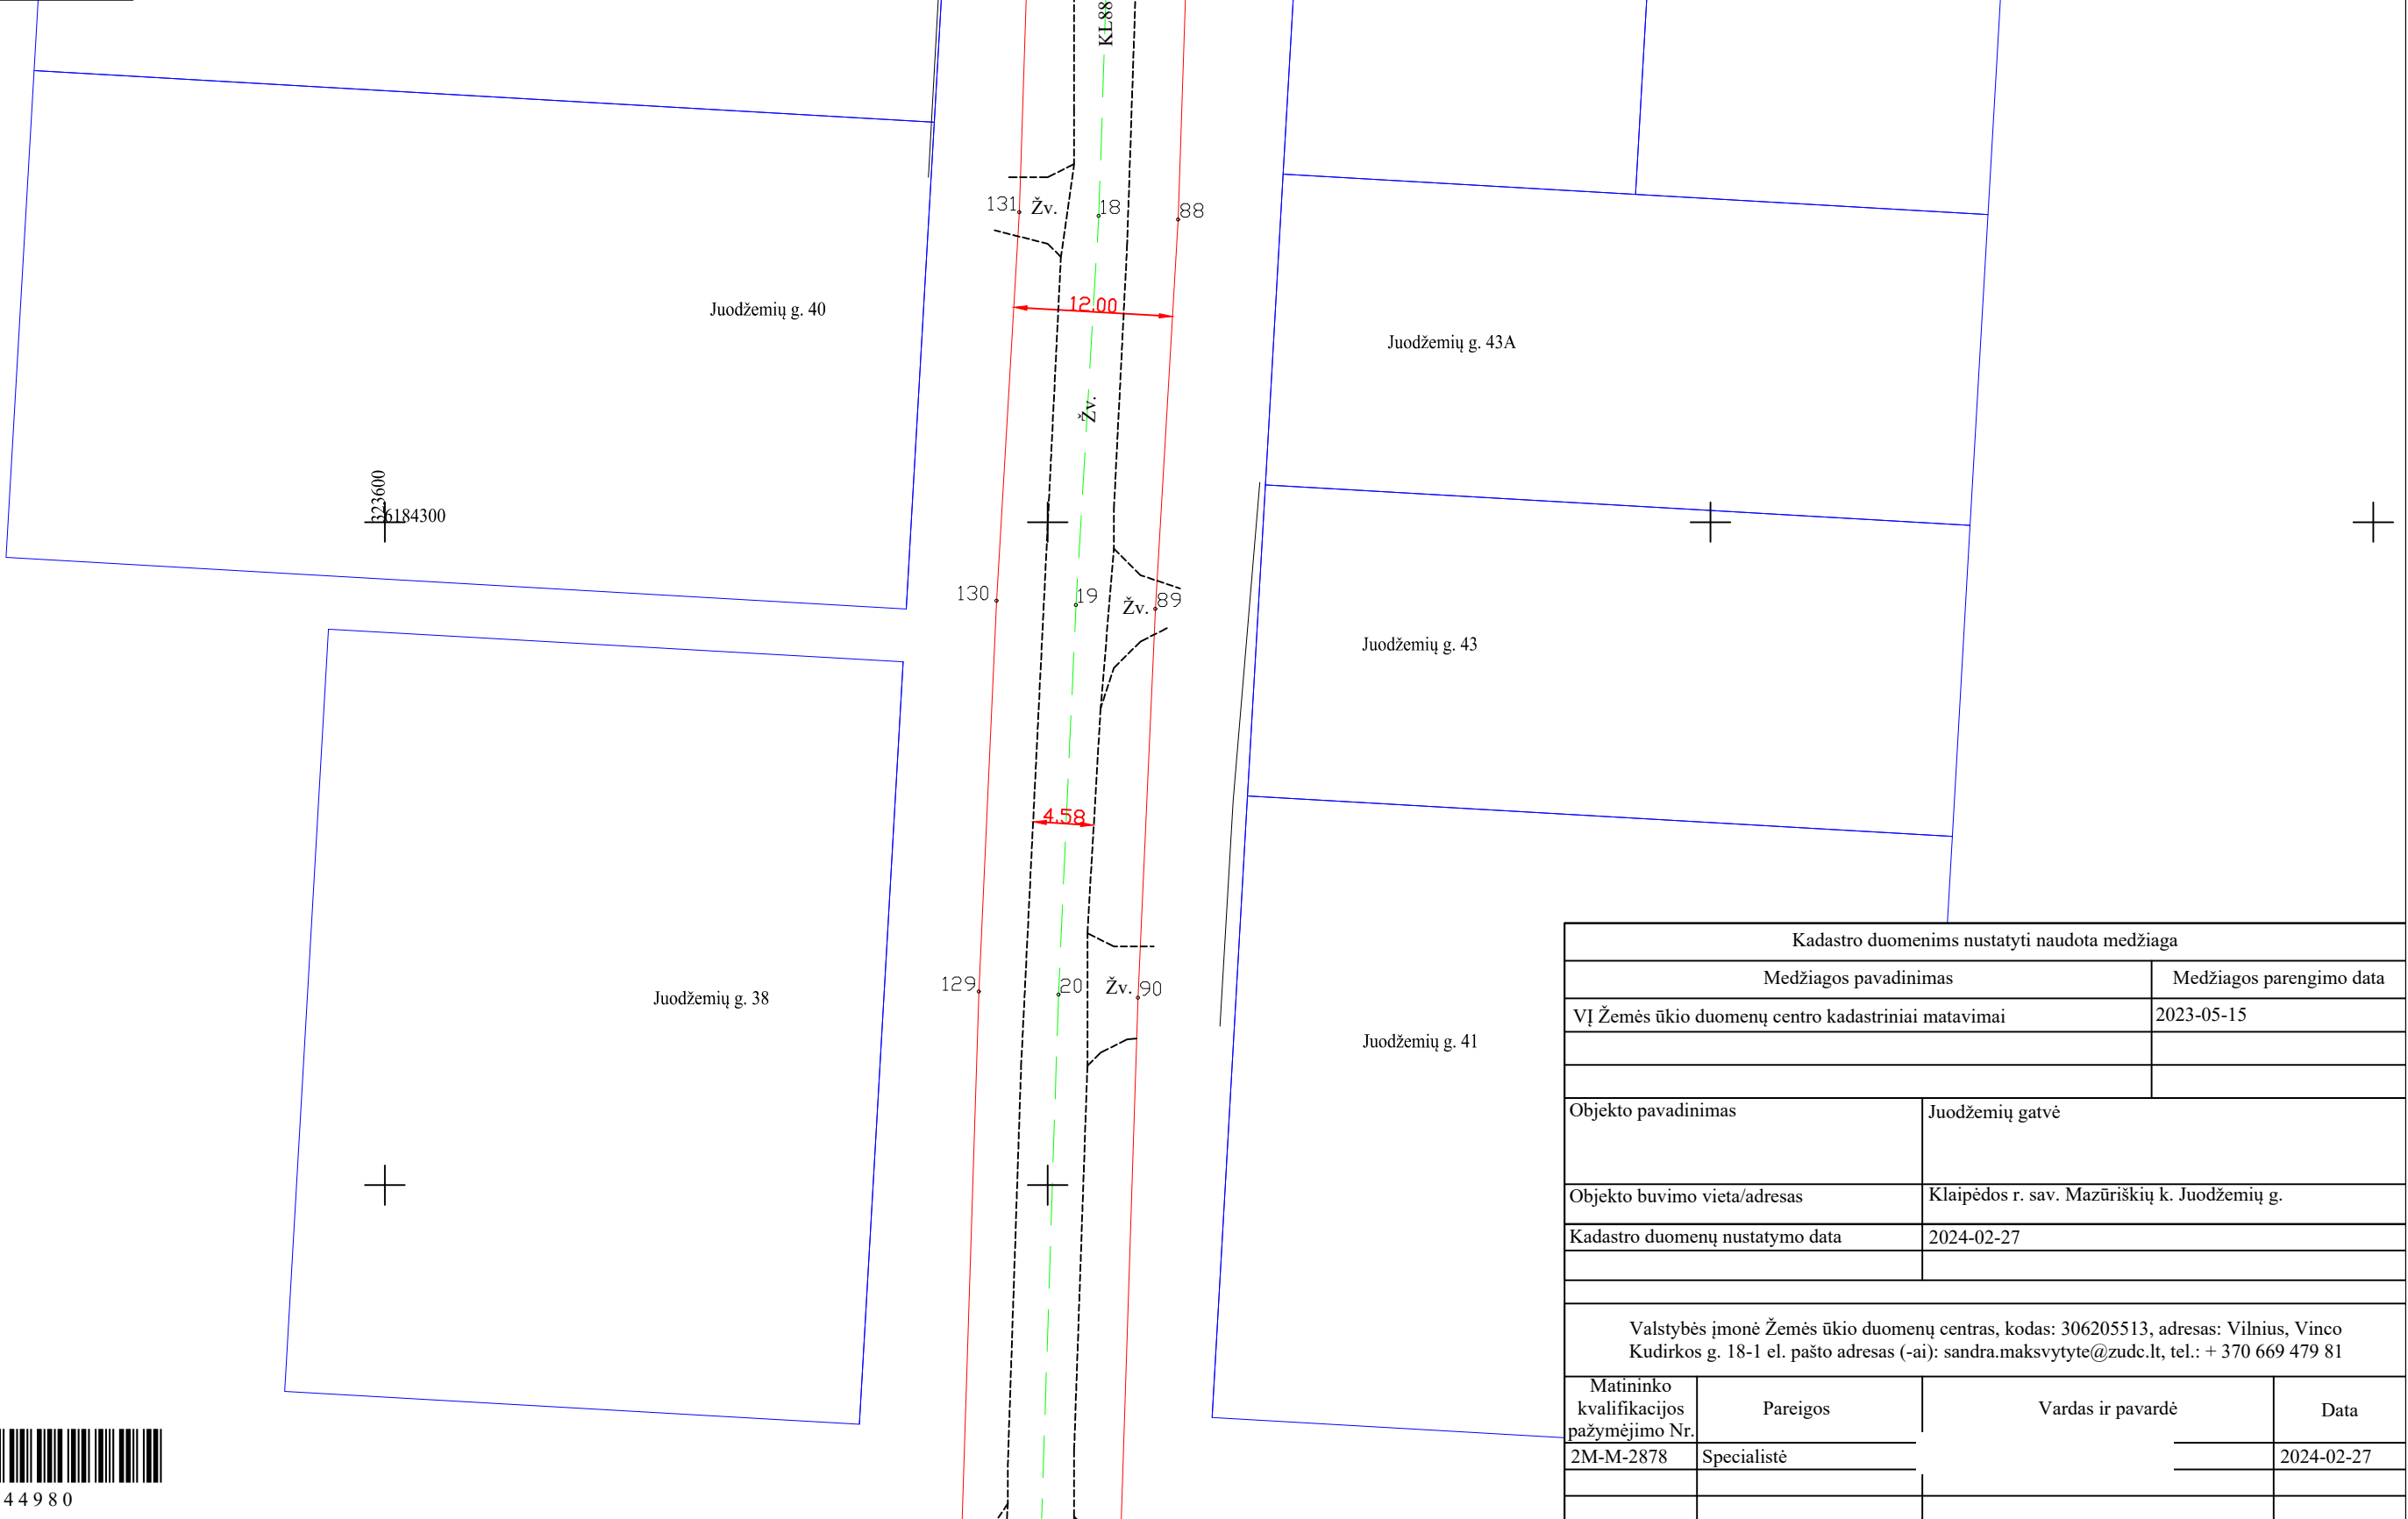 KL88
131
Žv.
18
88
12.00
Juodžemių g. 40
Juodžemių g. 43A
Žv.
323600
6184300
130
19
Žv.
89
Juodžemių g. 43
4.58
129
20
Žv.
90
Juodžemių g. 38
Juodžemių g. 41
Kadastro duomenims nustatyti naudota medžiaga
Medžiagos pavadinimas
Medžiagos parengimo data
VĮ Žemės ūkio duomenų centro kadastriniai matavimai
2023-05-15
Objekto pavadinimas
Juodžemių gatvė
Objekto buvimo vieta/adresas
Klaipėdos r. sav. Mazūriškių k. Juodžemių g.
Kadastro duomenų nustatymo data
2024-02-27
Valstybės įmonė Žemės ūkio duomenų centras, kodas: 306205513, adresas: Vilnius, Vinco
Kudirkos g. 18-1 el. pašto adresas (-ai): sandra.maksvytyte@zudc.lt, tel.: + 370 669 479 81
Matininko
kvalifikacijos
pažymėjimo Nr.
Pareigos
Vardas ir pavardė
Data
2M-M-2878
Specialistė
2024-02-27
44980